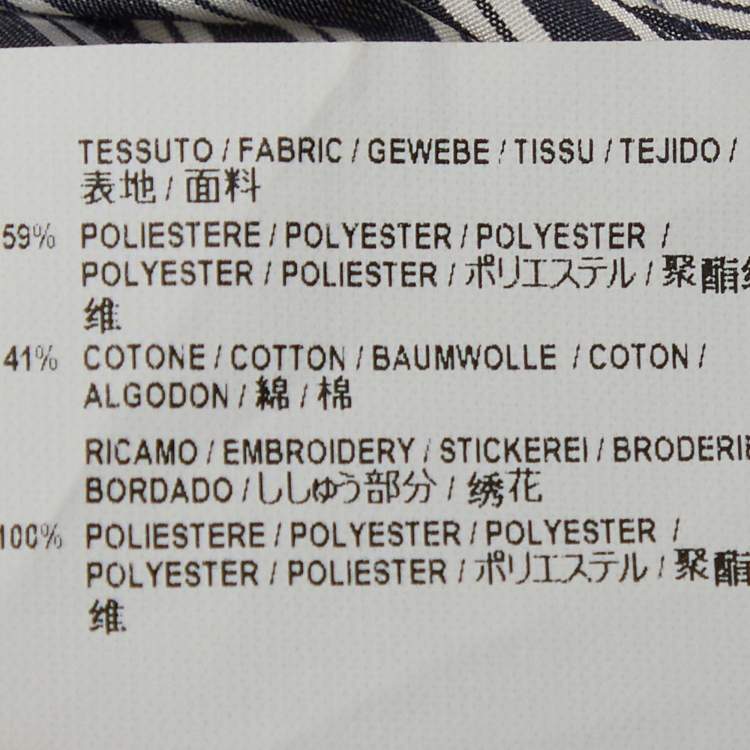 TESSUTO / FABRIC / GEWEBE / TISSU / TEJIDO /
表地 / 面料
59% POLIESTERE / POLYESTER / POLYESTER /
POLYESTER / POLIESTER / ポリエステル / 聚酯纤
维
41% COTONE / COTTON / BAUMWOLLE / COTON /
ALGODON / 綿 / 棉
RICAMO / EMBROIDERY / STICKEREI / BRODERIE
BORDADO / ししゅう部分 / 绣花
100% POLIESTERE / POLYESTER / POLYESTER /
POLYESTER / POLIESTER / ポリエステル / 聚酯
维